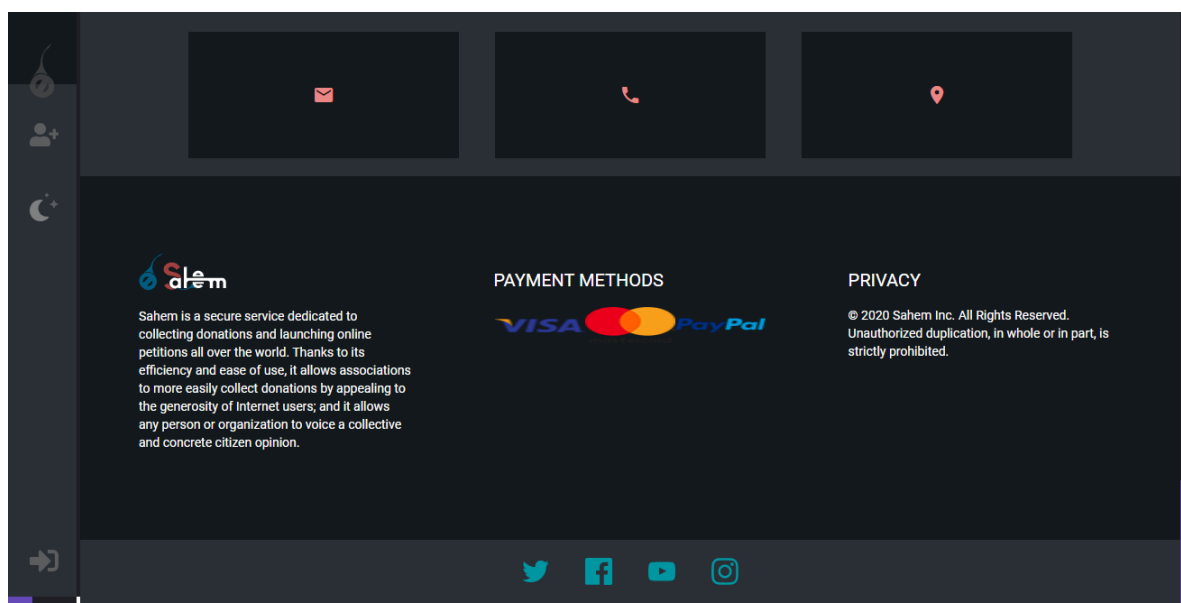 Sahem
PAYMENT METHODS
PRIVACY
VISA PayPal
Sahem is a secure service dedicated to
collecting donations and launching online
petitions all over the world. Thanks to its
efficiency and ease of use, it allows associations
to more easily collect donations by appealing to
the generosity of Internet users; and it allows
any person or organization to voice a collective
and concrete citizen opinion.
© 2020 Sahem Inc. All Rights Reserved.
Unauthorized duplication, in whole or in part, is
strictly prohibited.